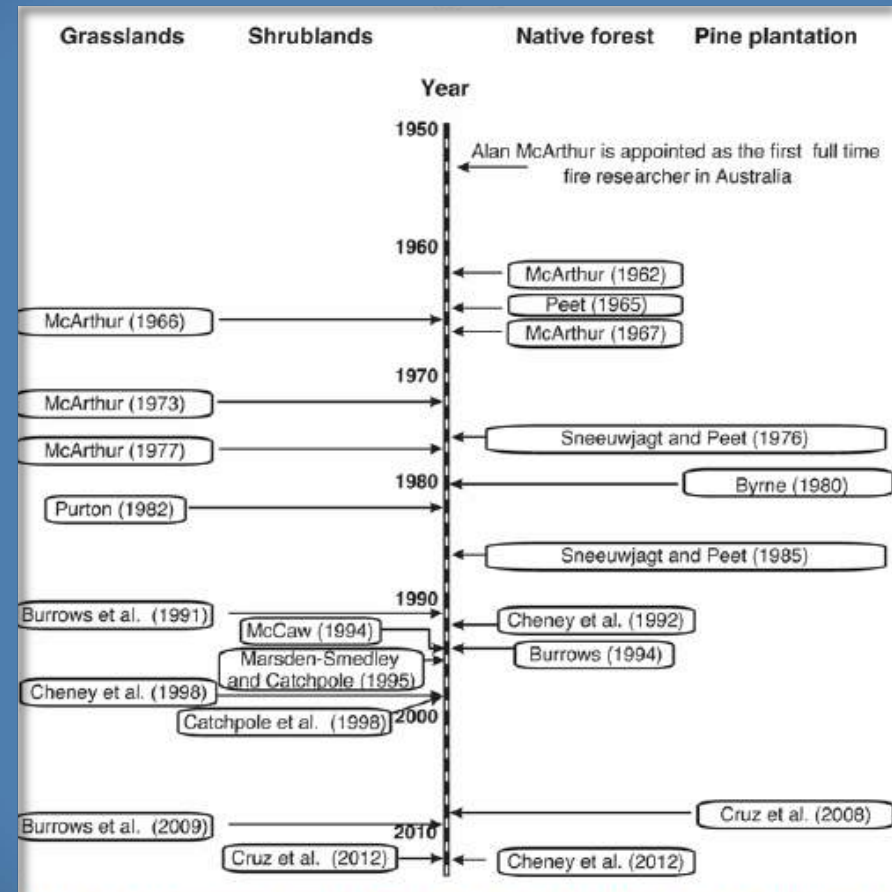 Grasslands Shrublands Native forest Pine plantation
Year
1950
Alan McArthur is appointed as the first full time
fire researcher in Australia
1960
McArthur (1962)
Peet (1965)
McArthur (1966)
McArthur (1967)
1970
McArthur (1973)
Sneeuwjagt and Peet (1976)
McArthur (1977)
1980
Byrne (1980)
Purton (1982)
Sneeuwjagt and Peet (1985)
1990
Burrows et al. (1991)
Cheney et al. (1992)
McCaw (1994)
Burrows (1994)
Marsden-Smedley
and Catchpole (1995)
Cheney et al. (1998)
Catchpole et al. (1998)
2000
Cruz et al. (2008)
Burrows et al. (2009)
2010
Cruz et al. (2012)
Cheney et al. (2012)